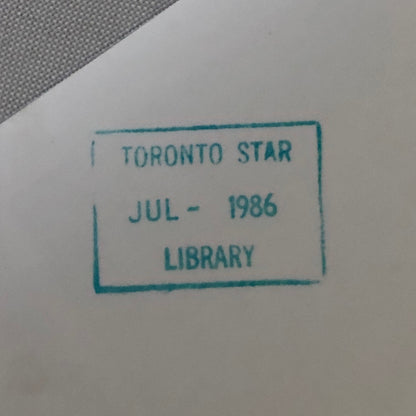 TORONTO STAR
JUL - 1986
LIBRARY